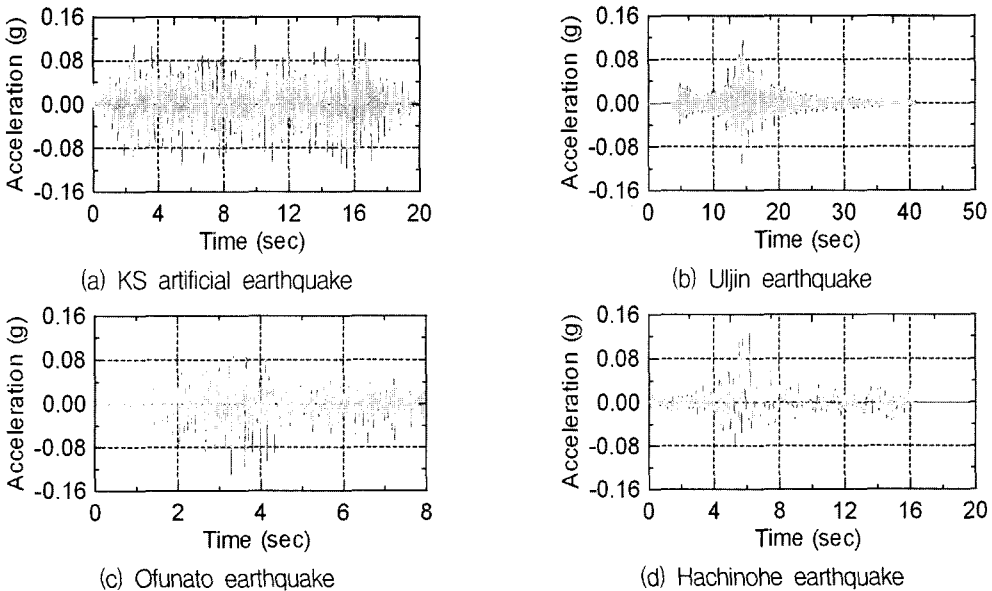 0.16
0.08
0.00
-0.08
-0.16
Acceleration (g)
0 4 8 12 16 20
Time (sec)
(a) KS artificial earthquake
0.16
0.08
0.00
-0.08
-0.16
Acceleration (g)
0 10 20 30 40 50
Time (sec)
(b) Uljin earthquake
0.16
0.08
0.00
-0.08
-0.16
Acceleration (g)
0 2 4 6 8
Time (sec)
(c) Ofunato earthquake
0.16
0.08
0.00
-0.08
-0.16
Acceleration (g)
0 4 8 12 16 20
Time (sec)
(d) Hachinohe earthquake